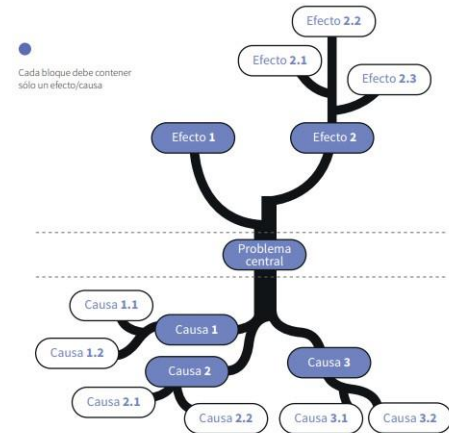 Efecto 2.2
Efecto 2.1
Efecto 2.3
Cada bloque debe contener
sólo un efecto/causa
Efecto 1
Efecto 2
Problema
central
Causa 1.1
Causa 1
Causa 1.2
Causa 3
Causa 2
Causa 2.1
Causa 2.2
Causa 3.1
Causa 3.2